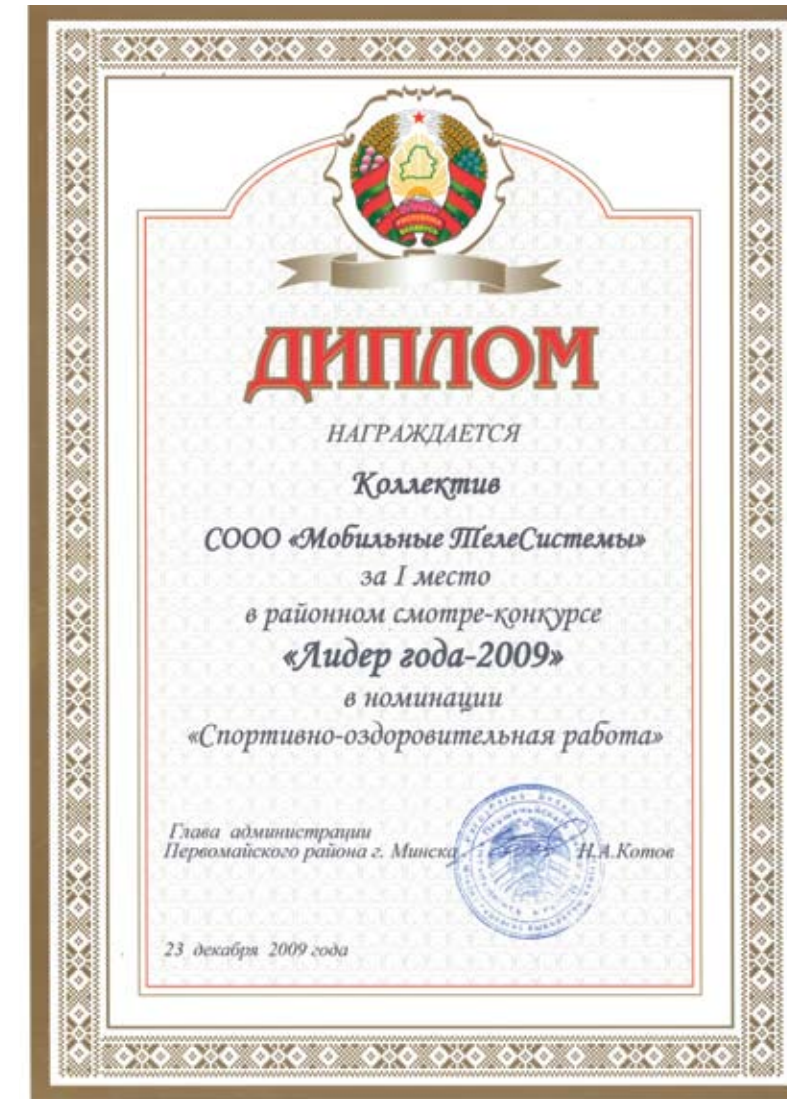 ДИПЛОМ
НАГРАЖДАЕТСЯ
Коллектив
СООО «Мобильные ТелеСистемы»
за I место
в районном смотре-конкурсе
«Лидер года-2009»
в номинации
«Спортивно-оздоровительная работа»
Глава администрации
Первомайского района г. Минска Н.А.Котов
23 декабря 2009 года